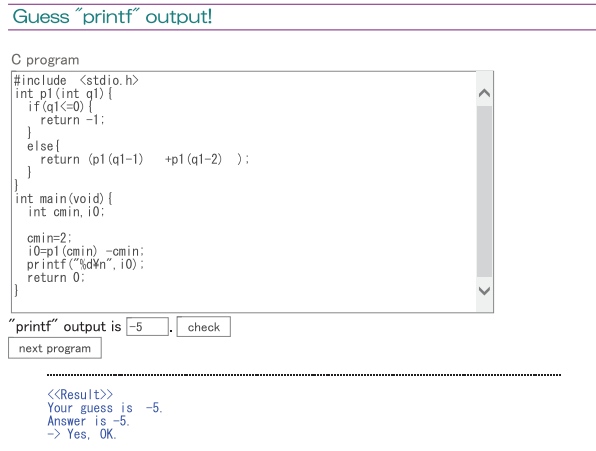 Guess ˝printf˝ output!
C program
#include <stdio.h>
int p1(int q1){
if(q1<=0){
return -1;
}
else{
return (p1(q1-1) +p1(q1-2) );
}
}
int main(void){
int cmin,i0;
cmin=2;
i0=p1(cmin) -cmin;
printf("%d¥n",i0);
return 0;
}
˝printf˝ output is -5 . check
next program
<<Result>>
Your guess is -5.
Answer is -5.
-> Yes, OK.